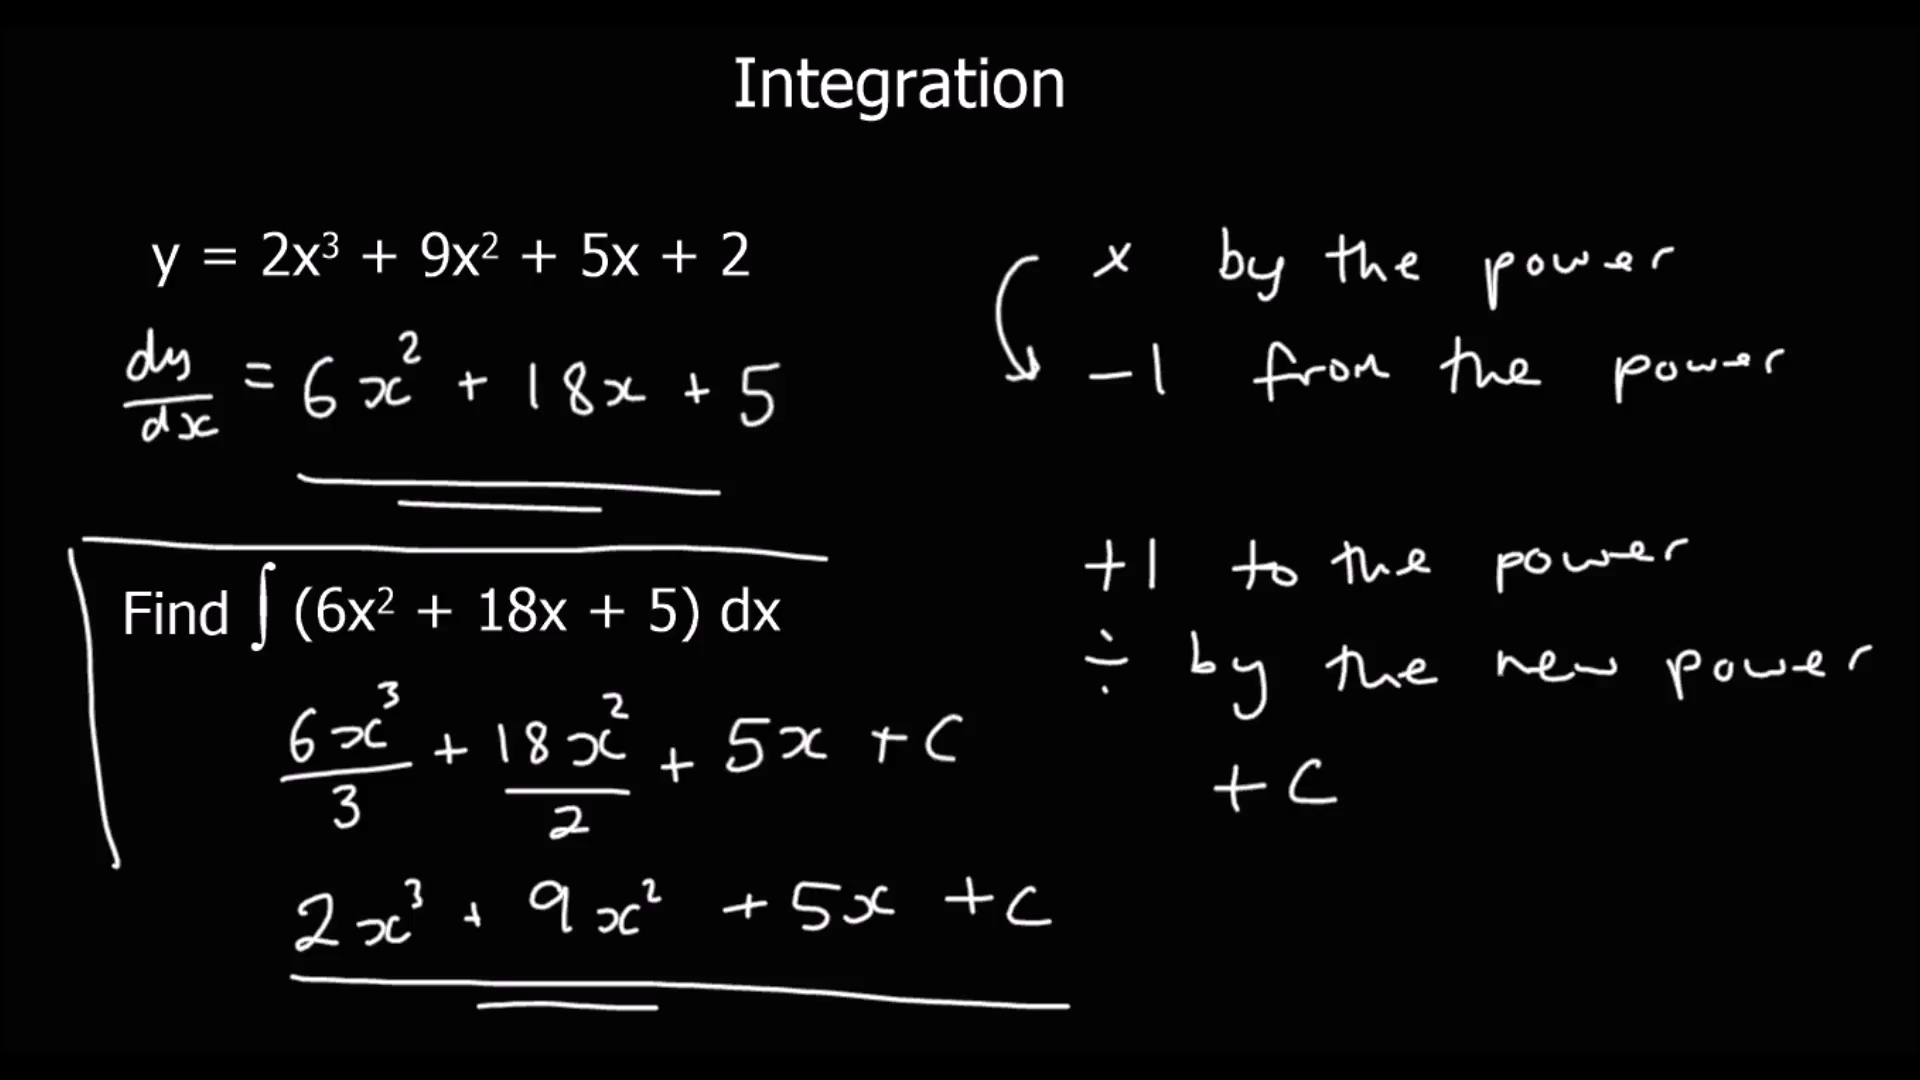 Integration
y = 2x³ + 9x² + 5x + 2
dy/dx = 6x² + 18x + 5
× by the power
-1 from the power
Find ∫ (6x² + 18x + 5) dx
6x³/3 + 18x²/2 + 5x + C
2x³ + 9x² + 5x + C
+1 to the power
÷ by the new power
+ C